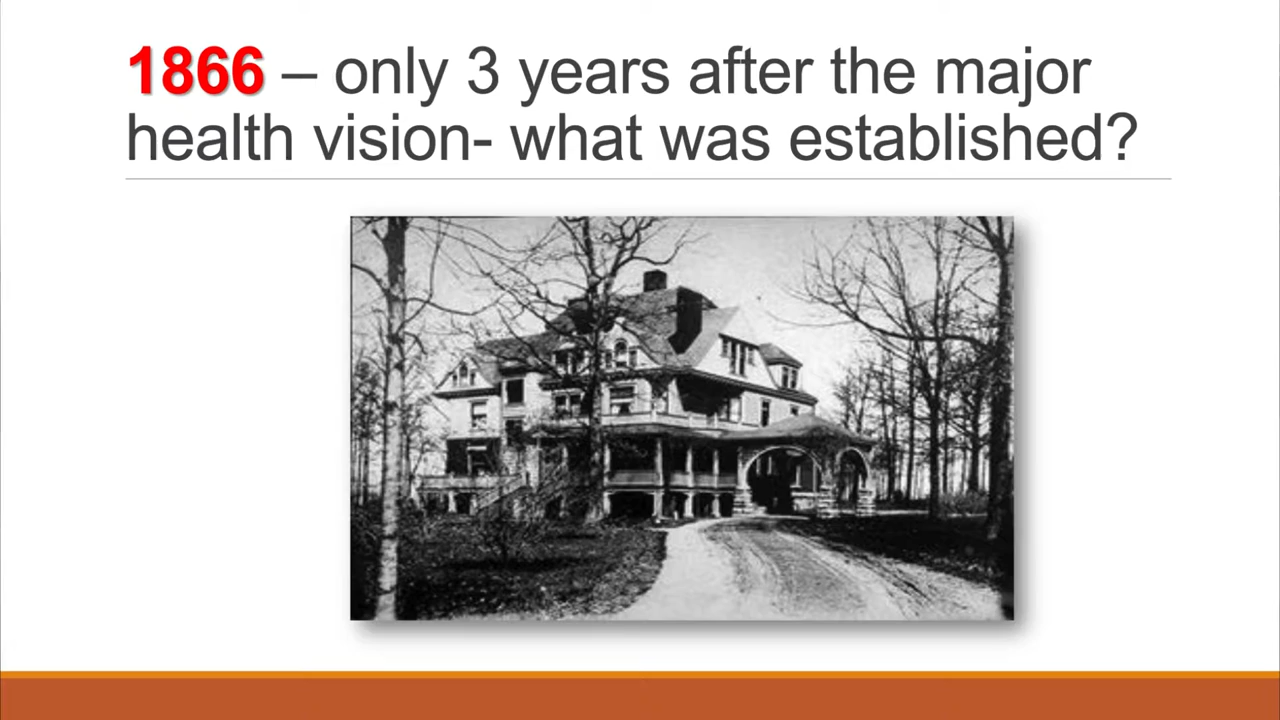 1866 – only 3 years after the major
health vision- what was established?